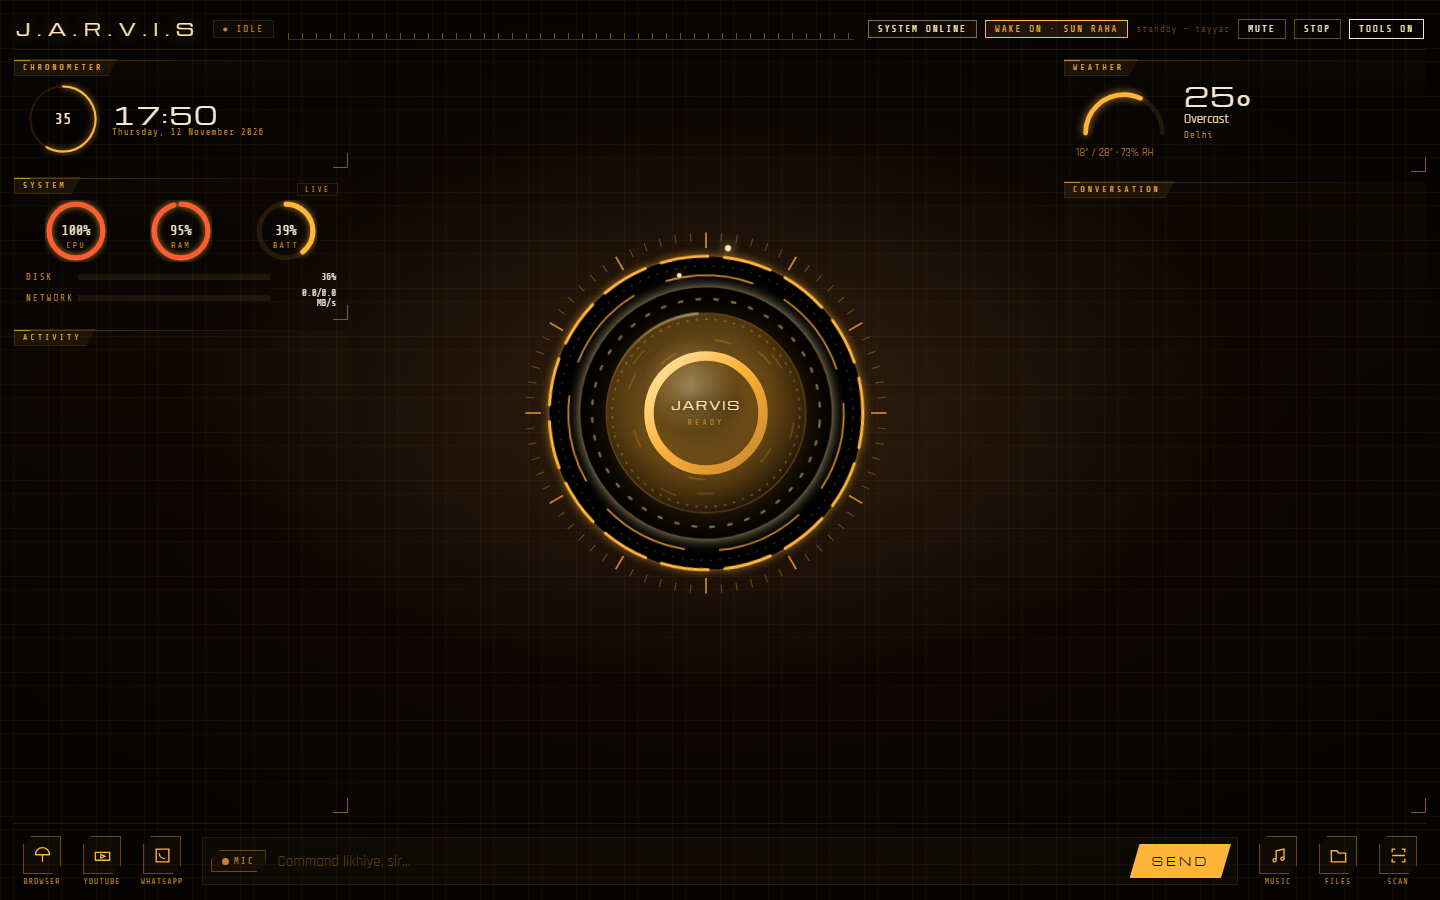 J.A.R.V.I.S
IDLE
SYSTEM ONLINE
WAKE ON · SUN RAHA
standby — tayyar
MUTE
STOP
TOOLS ON
CHRONOMETER
35
17:50
Thursday, 12 November 2026
SYSTEM
LIVE
100%
CPU
95%
RAM
39%
BATT
DISK
36%
NETWORK
0.0/0.0
MB/s
ACTIVITY
JARVIS
READY
WEATHER
25°
Overcast
Delhi
18° / 28° · 73% RH
CONVERSATION
BROWSER
YOUTUBE
WHATSAPP
MIC
Command likhiye, sir...
SEND
MUSIC
FILES
SCAN